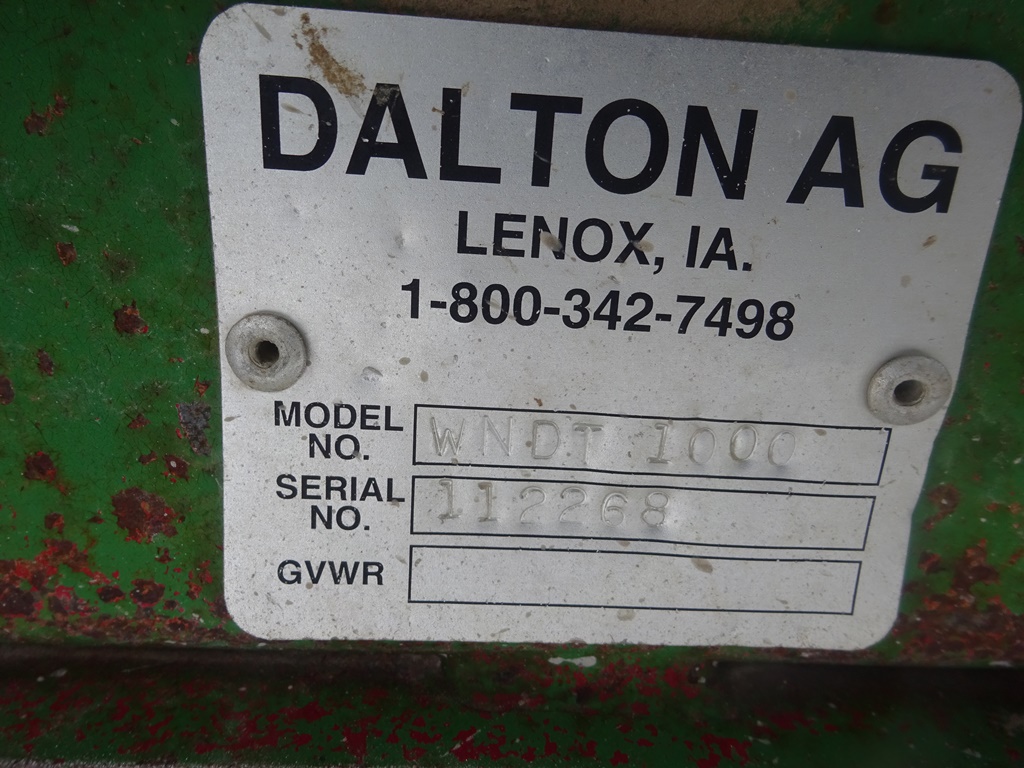 DALTON AG
LENOX, IA.
1-800-342-7498
MODEL NO. WNDT 1000
SERIAL NO. 112268
GVWR